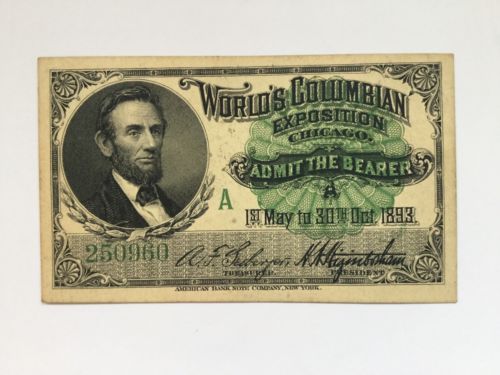 WORLD'S COLUMBIAN
EXPOSITION
CHICAGO.
ADMIT THE BEARER
A
1ST May to 30TH Oct. 1893.
250960
TREASURER. PRESIDENT
AMERICAN BANK NOTE COMPANY, NEW YORK.